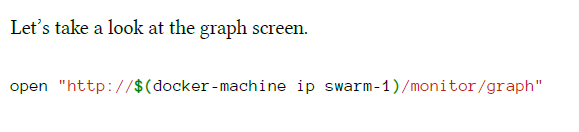 Let’s take a look at the graph screen.
open "http://$(docker-machine ip swarm-1)/monitor/graph"